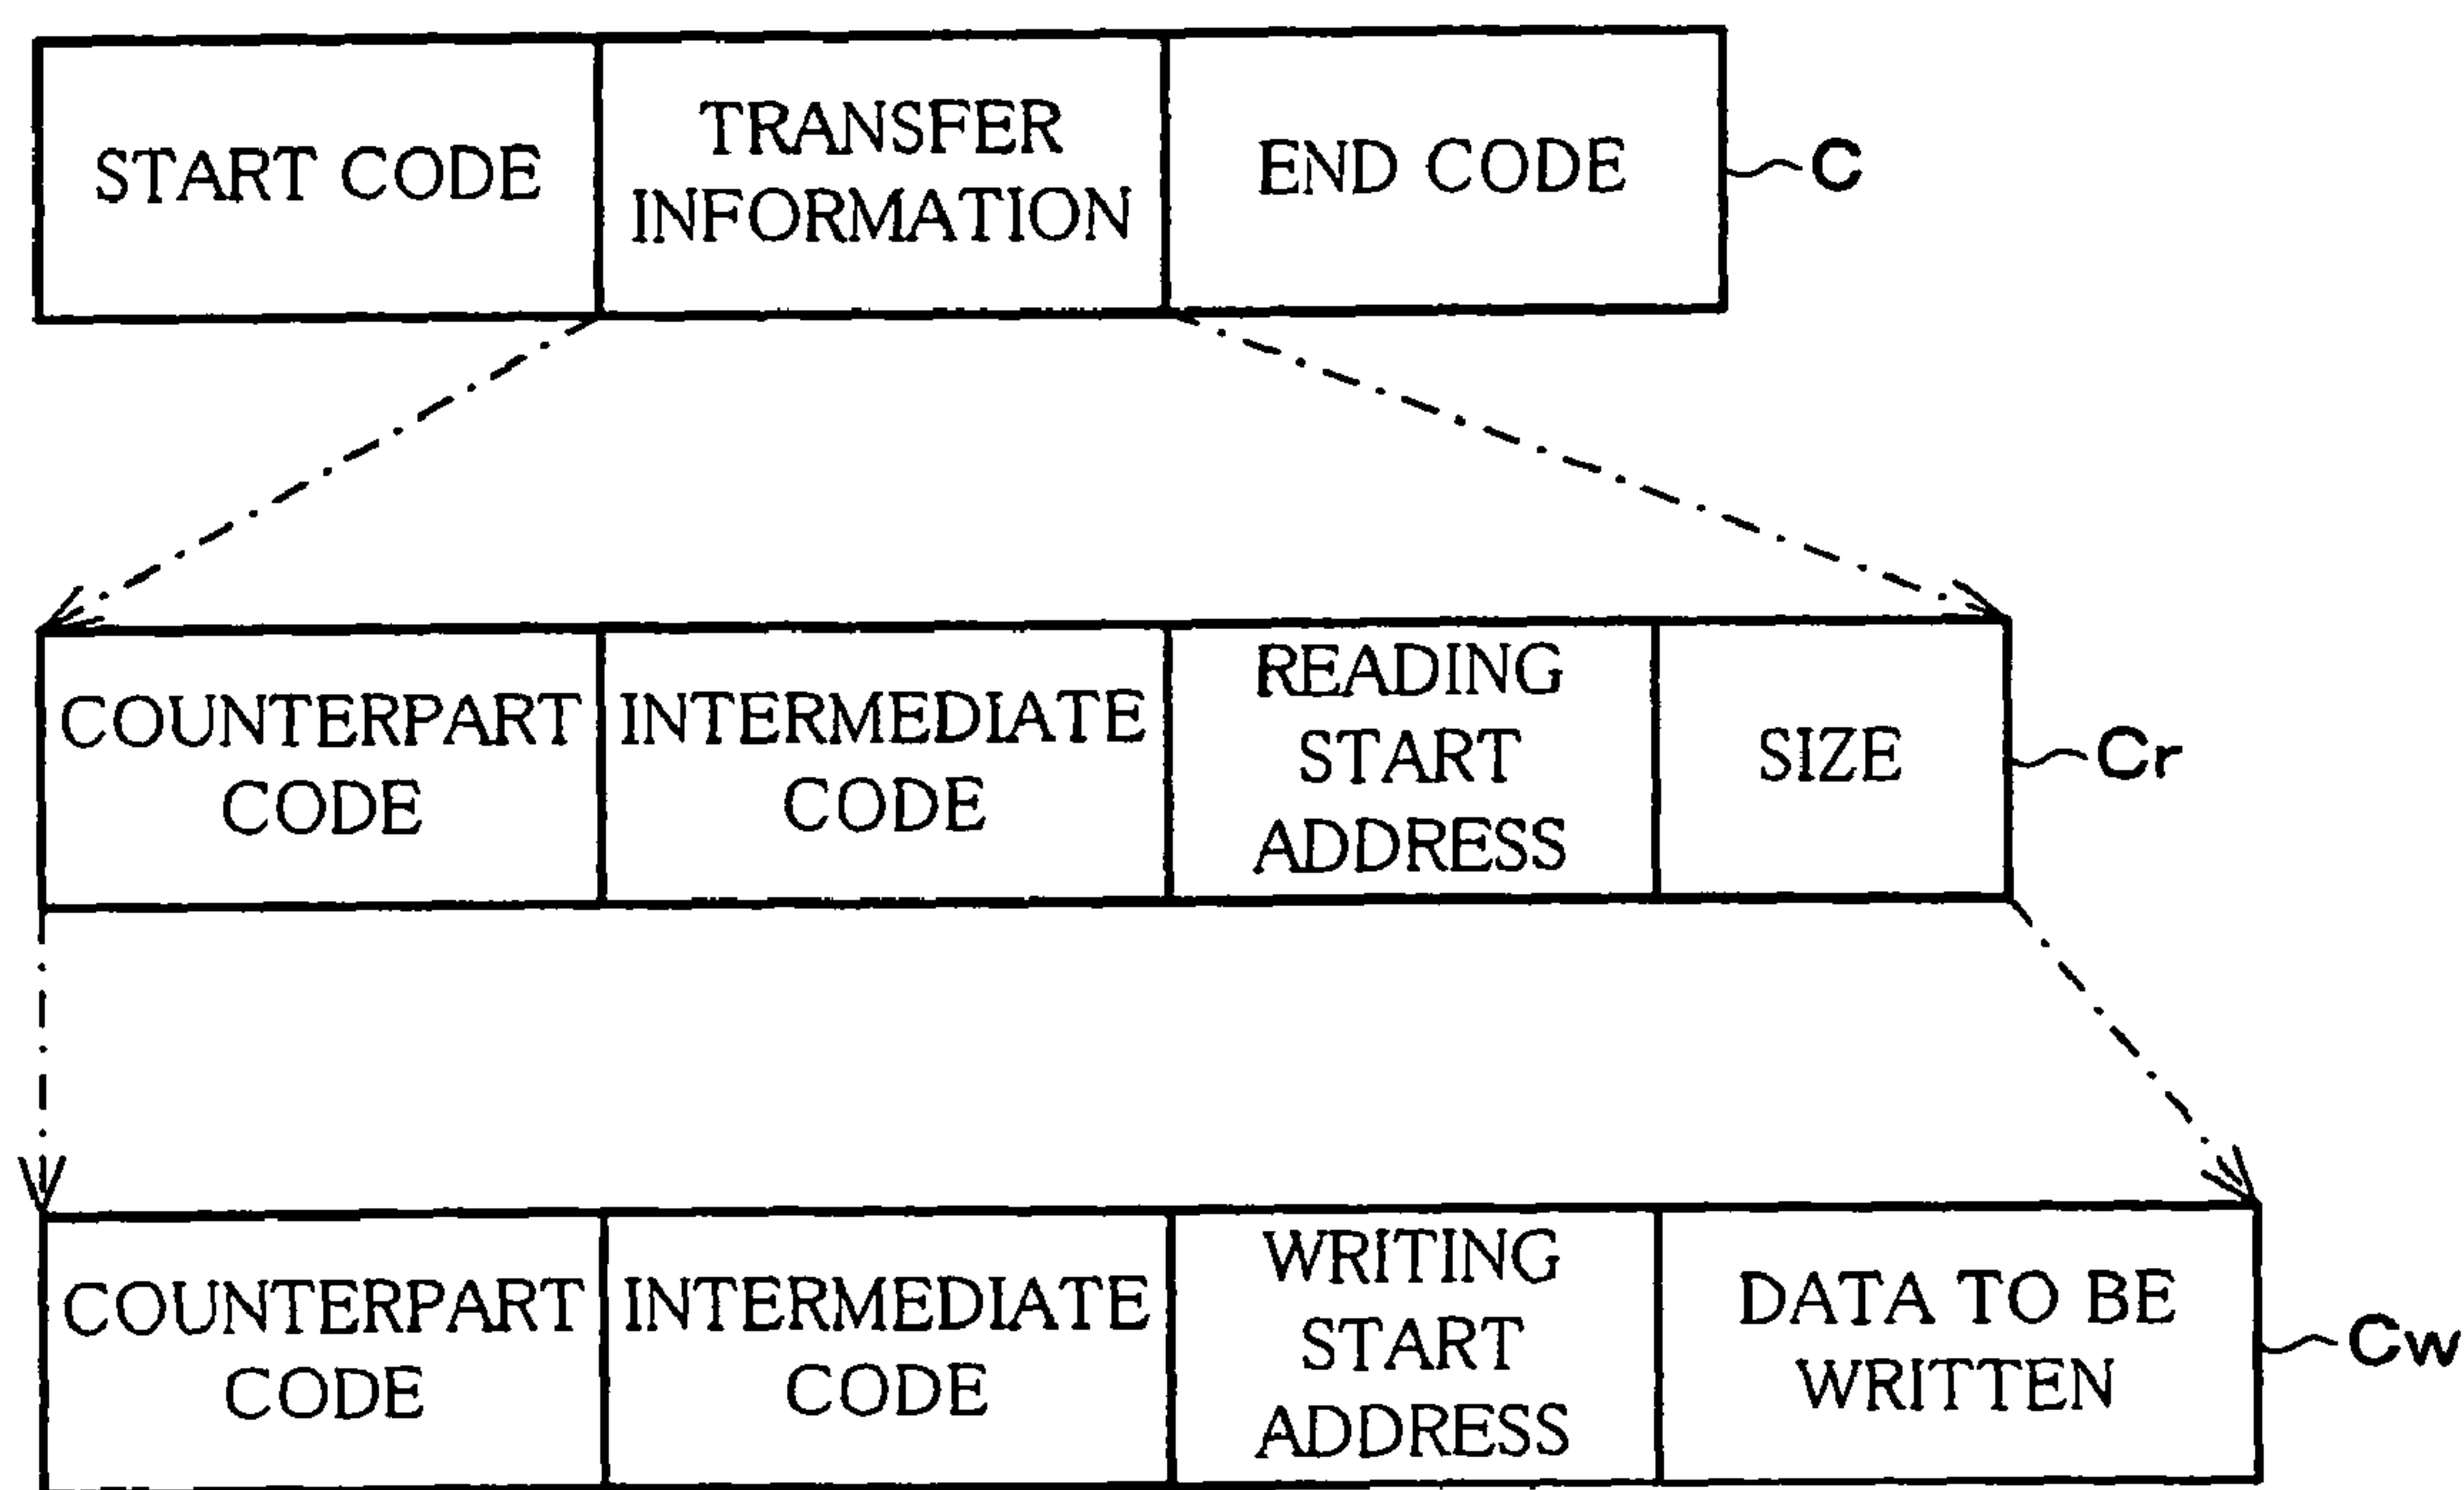 START CODE
TRANSFER
INFORMATION
END CODE
C
COUNTERPART
CODE
INTERMEDIATE
CODE
READING
START
ADDRESS
SIZE
Cr
COUNTERPART
CODE
INTERMEDIATE
CODE
WRITING
START
ADDRESS
DATA TO BE
WRITTEN
Cw